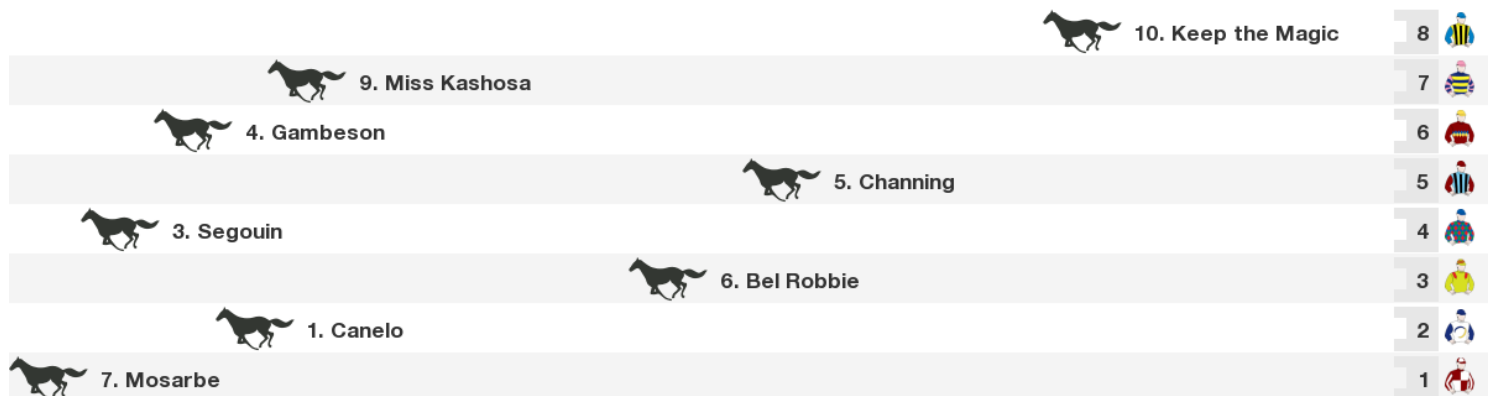 10. Keep the Magic 8
9. Miss Kashosa 7
4. Gambeson 6
5. Channing 5
3. Segouin 4
6. Bel Robbie 3
1. Canelo 2
7. Mosarbe 1